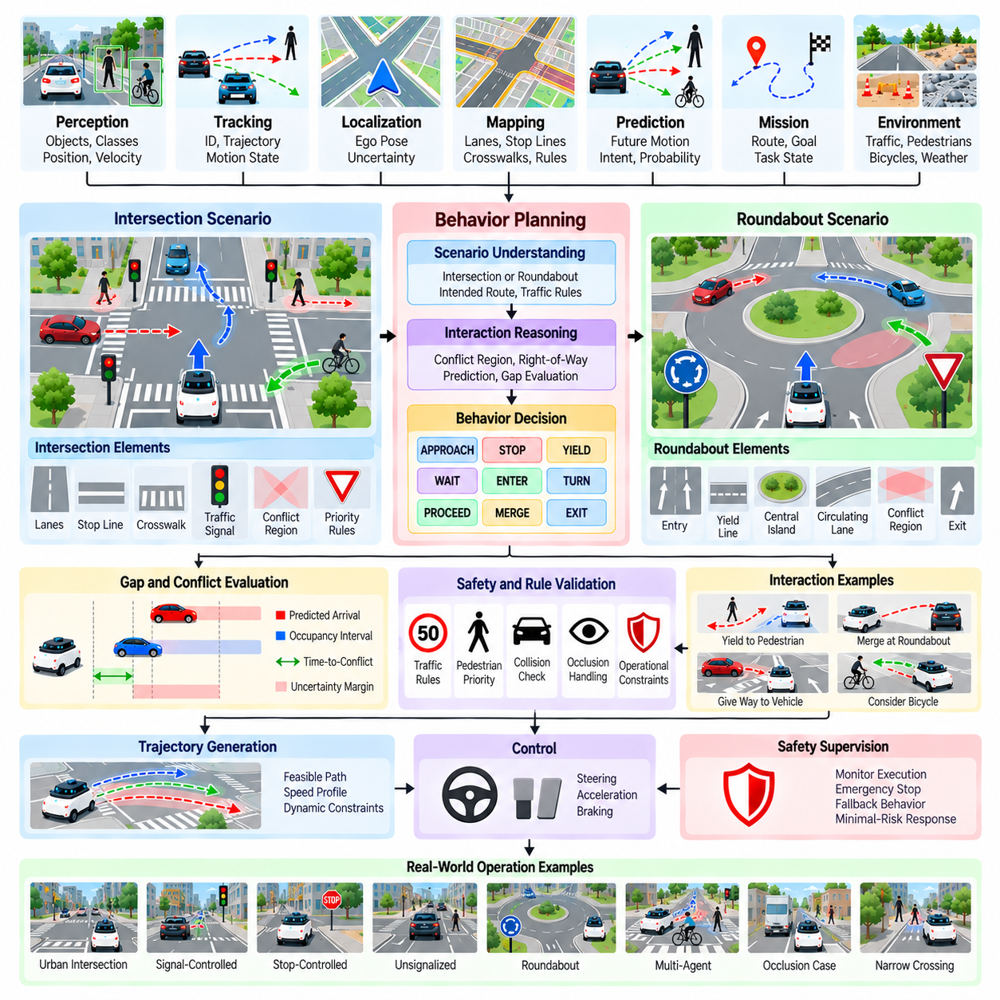 Perception
Objects, Classes
Position, Velocity
Tracking
ID, Trajectory
Motion State
Localization
Ego Pose
Uncertainty
Mapping
Lanes, Stop Lines
Crosswalks, Rules
Prediction
Future Motion
Intent, Probability
Mission
Route, Goal
Task State
Environment
Traffic, Pedestrians
Bicycles, Weather
Intersection Scenario
Intersection Elements
Lanes
Stop Line
Crosswalk
Traffic
Signal
Conflict
Region
Priority
Rules
Behavior Planning
Scenario Understanding
Intersection or Roundabout
Intended Route, Traffic Rules
Interaction Reasoning
Conflict Region, Right-of-Way
Prediction, Gap Evaluation
Behavior Decision
APPROACH
STOP
YIELD
WAIT
ENTER
TURN
PROCEED
MERGE
EXIT
Roundabout Scenario
Roundabout Elements
Entry
Yield
Line
Central
Island
Circulating
Lane
Conflict
Region
Exit
Gap and Conflict Evaluation
Predicted Arrival
Occupancy Interval
Time-to-Conflict
Uncertainty Margin
Safety and Rule Validation
50
Traffic
Rules
Pedestrian
Priority
Collision
Check
Occlusion
Handling
Operational
Constraints
Interaction Examples
Yield to Pedestrian
Merge at Roundabout
Give Way to Vehicle
Consider Bicycle
Trajectory Generation
Feasible Path
Speed Profile
Dynamic Constraints
Control
Steering
Acceleration
Braking
Safety Supervision
Monitor Execution
Emergency Stop
Fallback Behavior
Minimal-Risk Response
Real-World Operation Examples
STOP
Urban Intersection
Signal-Controlled
Stop-Controlled
Unsignalized
Roundabout
Multi-Agent
Occlusion Case
Narrow Crossing